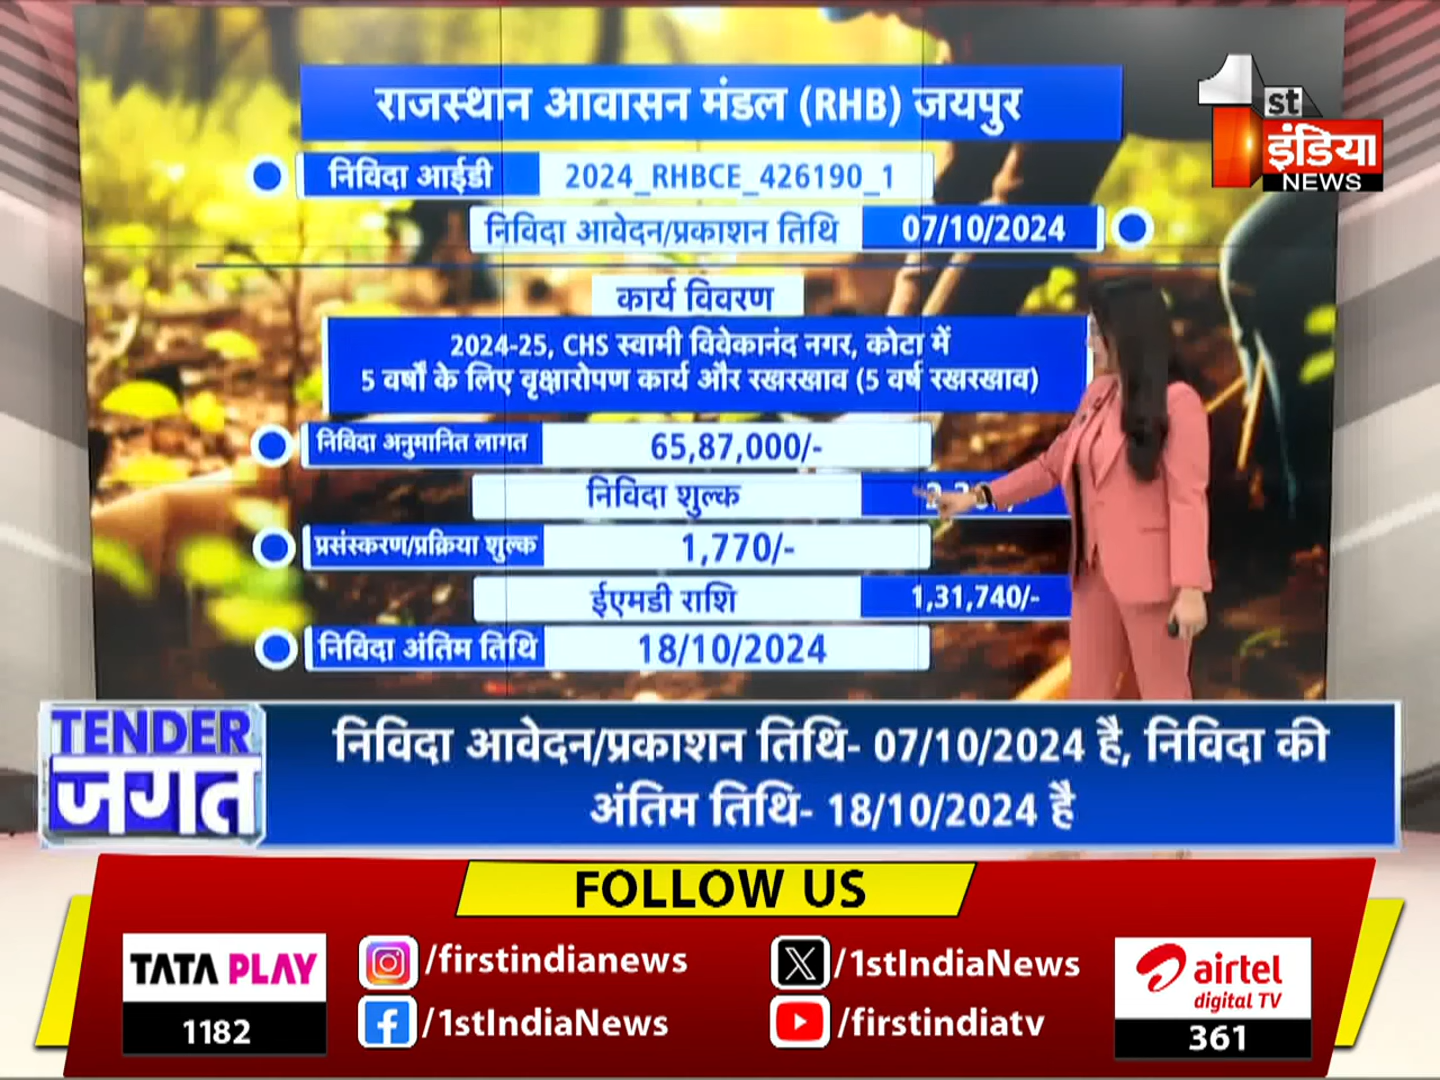 राजस्थान आवासन मंडल (RHB) जयपुर
1st
इंडिया
NEWS
निविदा आईडी 2024_RHBCE_426190_1
निविदा आवेदन/प्रकाशन तिथि 07/10/2024
कार्य विवरण
2024-25, CHS स्वामी विवेकानंद नगर, कोटा में
5 वर्षों के लिए वृक्षारोपण कार्य और रखरखाव (5 वर्ष रखरखाव)
निविदा अनुमानित लागत 65,87,000/-
निविदा शुल्क
प्रसंस्करण/प्रक्रिया शुल्क 1,770/-
ईएमडी राशि 1,31,740/-
निविदा अंतिम तिथि 18/10/2024
TENDER
जगत
निविदा आवेदन/प्रकाशन तिथि- 07/10/2024 है, निविदा की
अंतिम तिथि- 18/10/2024 है
FOLLOW US
TATA PLAY
1182
/firstindianews
/1stIndiaNews
/1stIndiaNews
/firstindiatv
airtel
digital TV
361